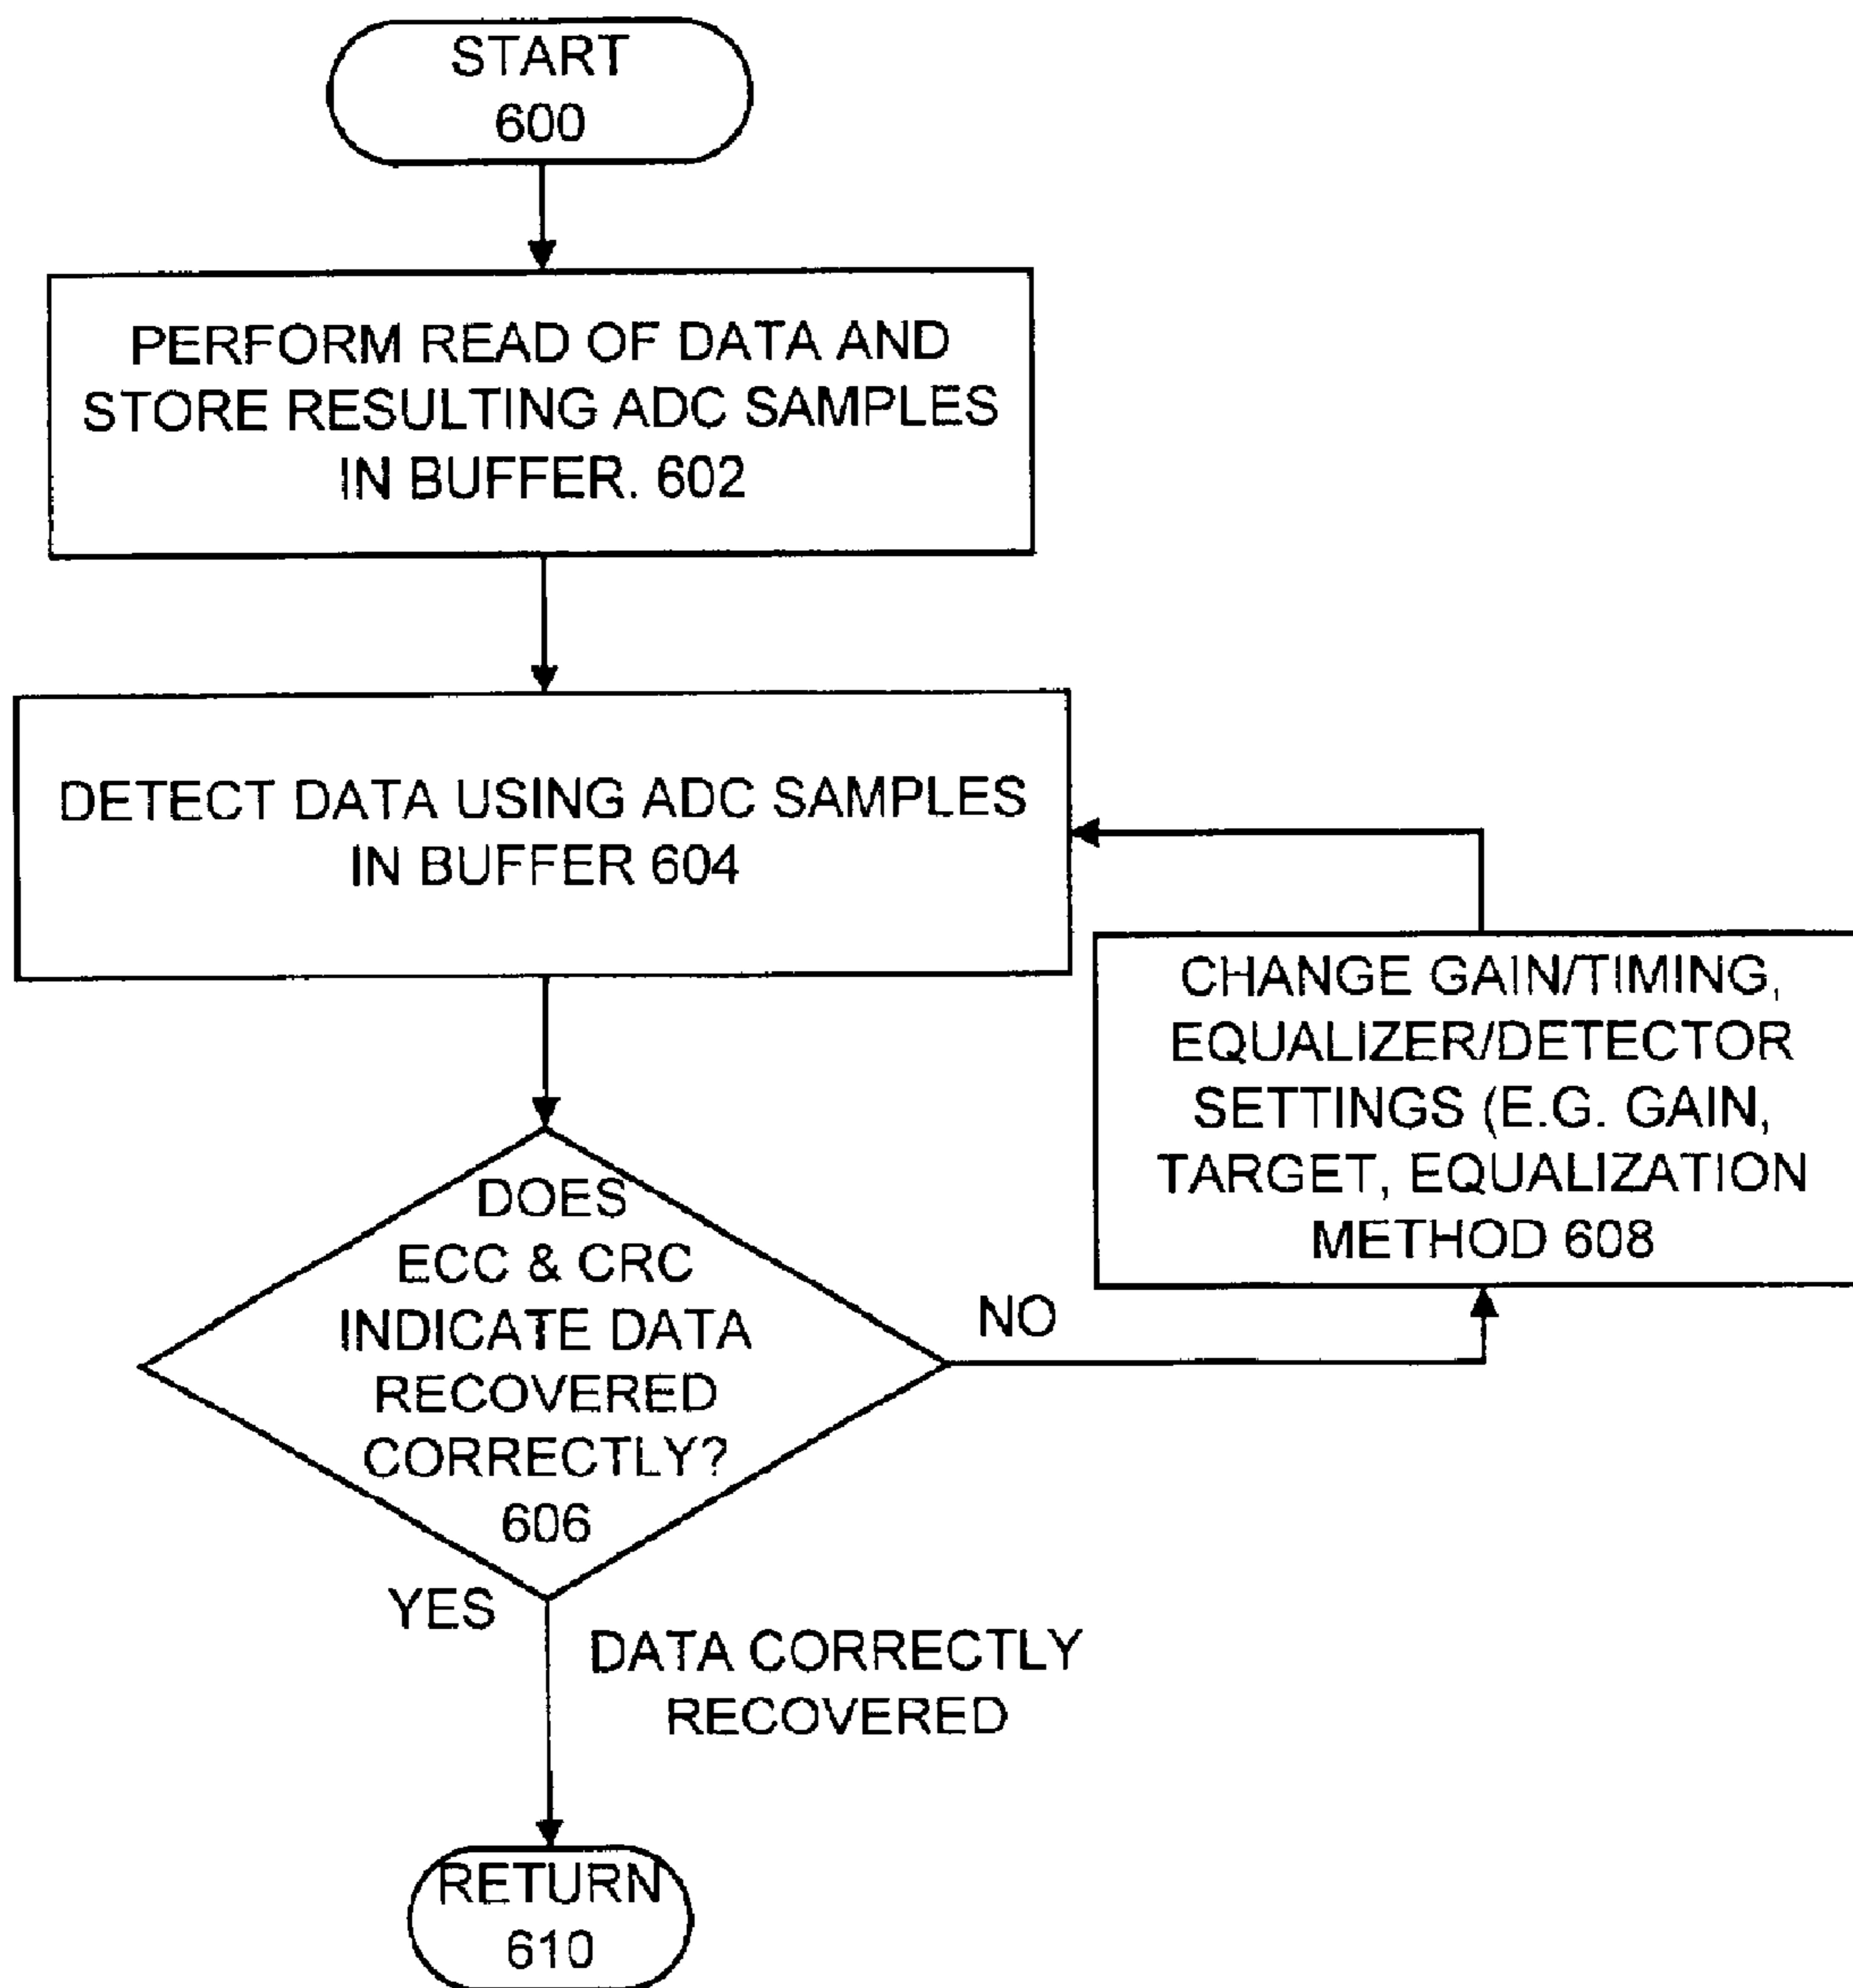 START
600
PERFORM READ OF DATA AND
STORE RESULTING ADC SAMPLES
IN BUFFER. 602
DETECT DATA USING ADC SAMPLES
IN BUFFER 604
CHANGE GAIN/TIMING,
EQUALIZER/DETECTOR
SETTINGS (E.G. GAIN,
TARGET, EQUALIZATION
METHOD 608
DOES
ECC & CRC
INDICATE DATA
RECOVERED
CORRECTLY?
606
NO
YES
DATA CORRECTLY
RECOVERED
RETURN
610